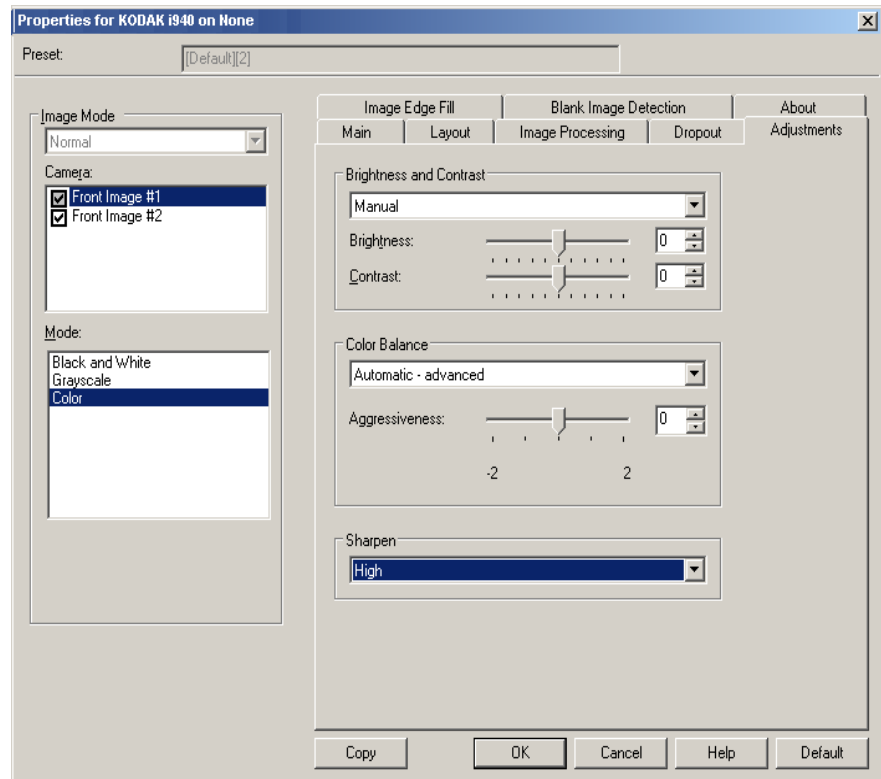 Properties for KODAK i940 on None
Preset:
[Default][2]
Image Mode
Normal
Camera:
Front Image #1
Front Image #2
Mode:
Black and White
Grayscale
Color
Image Edge Fill
Blank Image Detection
About
Main
Layout
Image Processing
Dropout
Adjustments
Brightness and Contrast
Manual
Brightness:
0
Contrast:
0
Color Balance
Automatic - advanced
Aggressiveness:
0
-2
2
Sharpen
High
Copy
OK
Cancel
Help
Default